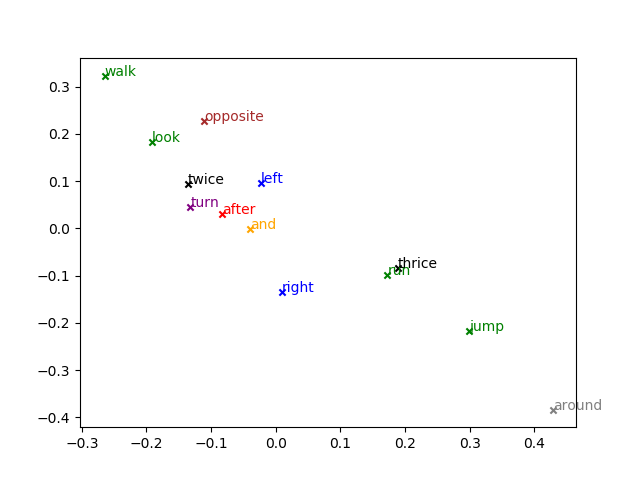 walk
0.3
opposite
0.2
look
twice
left
0.1
turn
after
and
0.0
thrice
run
−0.1
right
−0.2
jump
−0.3
around
−0.4
−0.3 −0.2 −0.1 0.0 0.1 0.2 0.3 0.4